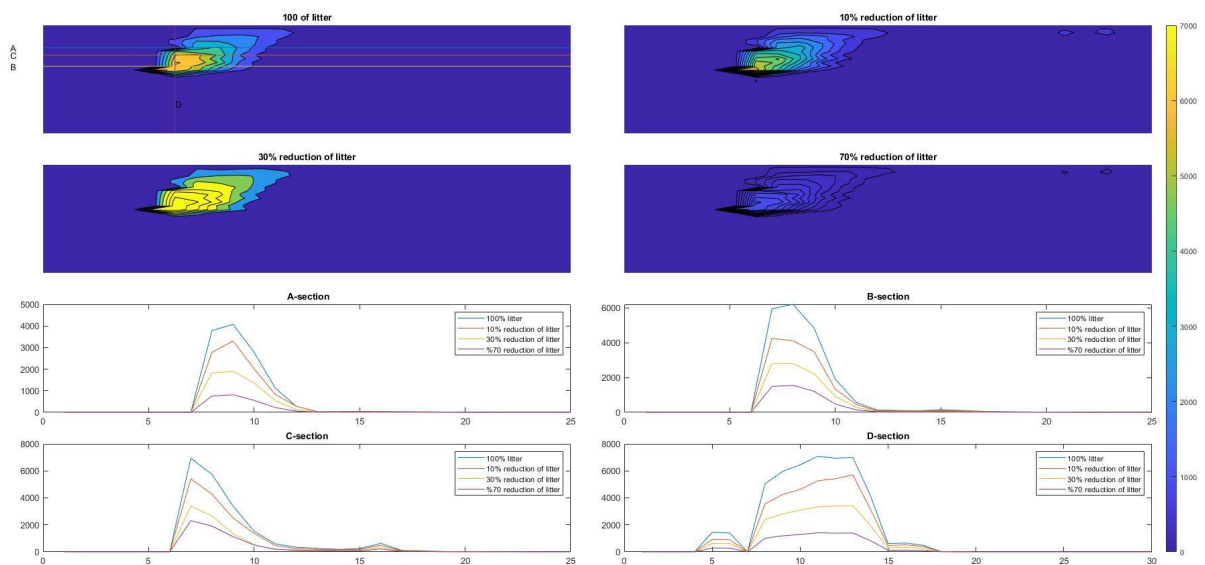 100 of litter
10% reduction of litter
A
C
B
D
30% reduction of litter
70% reduction of litter
7000
6000
5000
4000
3000
2000
1000
0
A-section
5000
4000
3000
2000
1000
0
0 5 10 15 20 25
100% litter
10% reduction of litter
30% reduction of litter
%70 reduction of litter
B-section
6000
4000
2000
0
0 5 10 15 20 25
100% litter
10% reduction of litter
30% reduction of litter
%70 reduction of litter
C-section
8000
6000
4000
2000
0
0 5 10 15 20 25
100% litter
10% reduction of litter
30% reduction of litter
%70 reduction of litter
D-section
8000
6000
4000
2000
0
0 5 10 15 20 25 30
100% litter
10% reduction of litter
30% reduction of litter
%70 reduction of litter